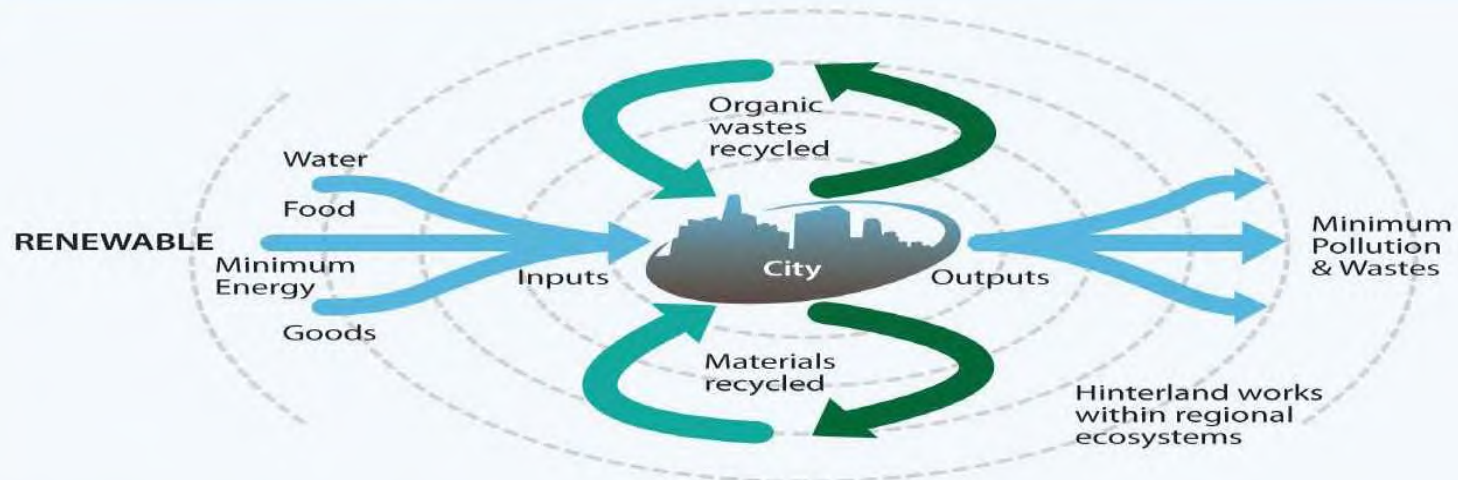 Water
Food
RENEWABLE
Minimum
Energy
Goods
Inputs
Organic
wastes
recycled
City
Materials
recycled
Outputs
Minimum
Pollution
& Wastes
Hinterland works
within regional
ecosystems